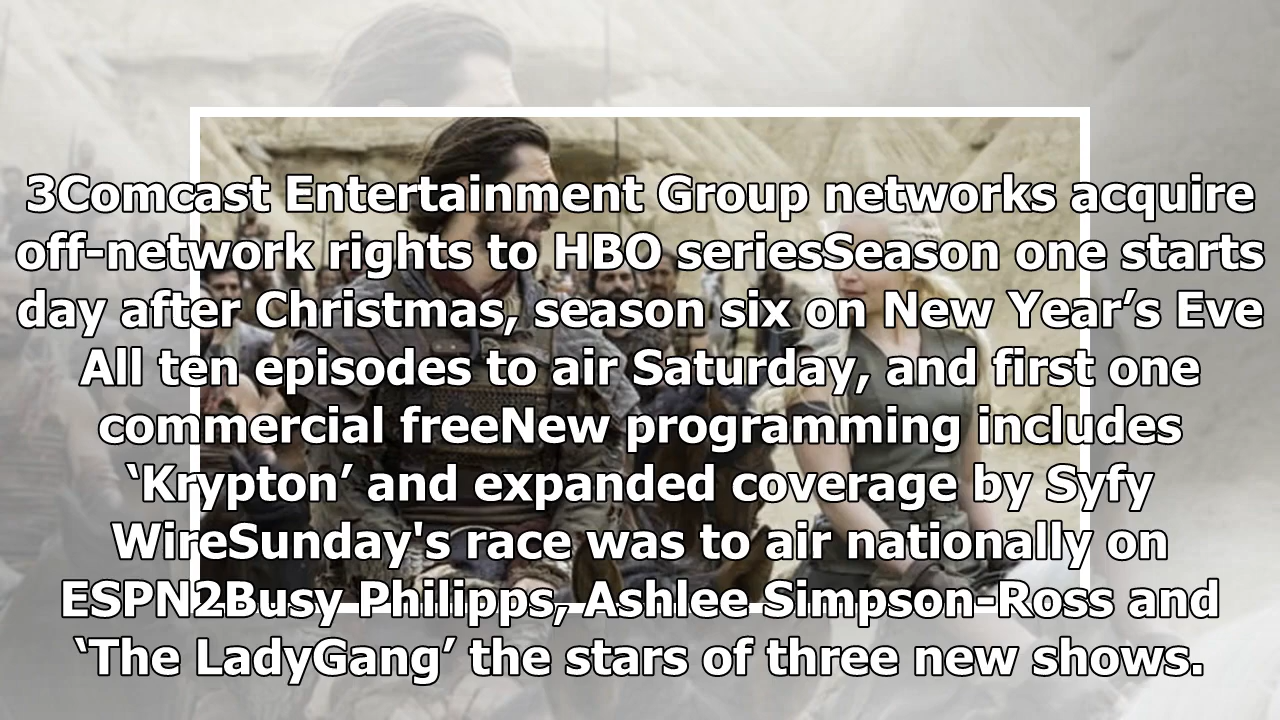 3Comcast Entertainment Group networks acquire
off-network rights to HBO seriesSeason one starts
day after Christmas, season six on New Year’s Eve
All ten episodes to air Saturday, and first one
commercial freeNew programming includes
‘Krypton’ and expanded coverage by Syfy
WireSunday's race was to air nationally on
ESPN2Busy Philipps, Ashlee Simpson-Ross and
‘The LadyGang’ the stars of three new shows.